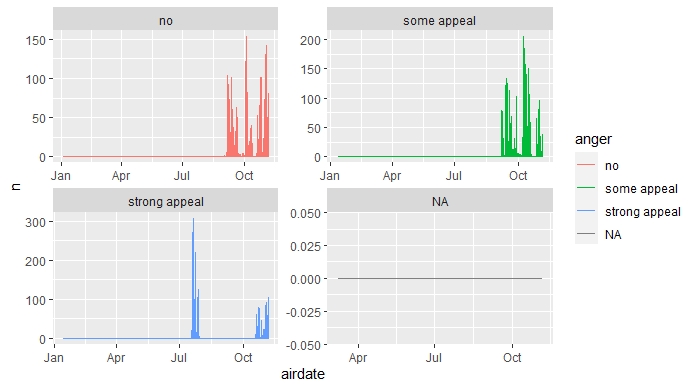 no
some appeal
150
100
50
0
200
150
100
50
0
Jan Apr Jul Oct
Jan Apr Jul Oct
n
strong appeal
NA
300
200
100
0
0.050
0.025
0.000
-0.025
-0.050
Jan Apr Jul Oct
Apr Jul Oct
airdate
anger
no
some appeal
strong appeal
NA